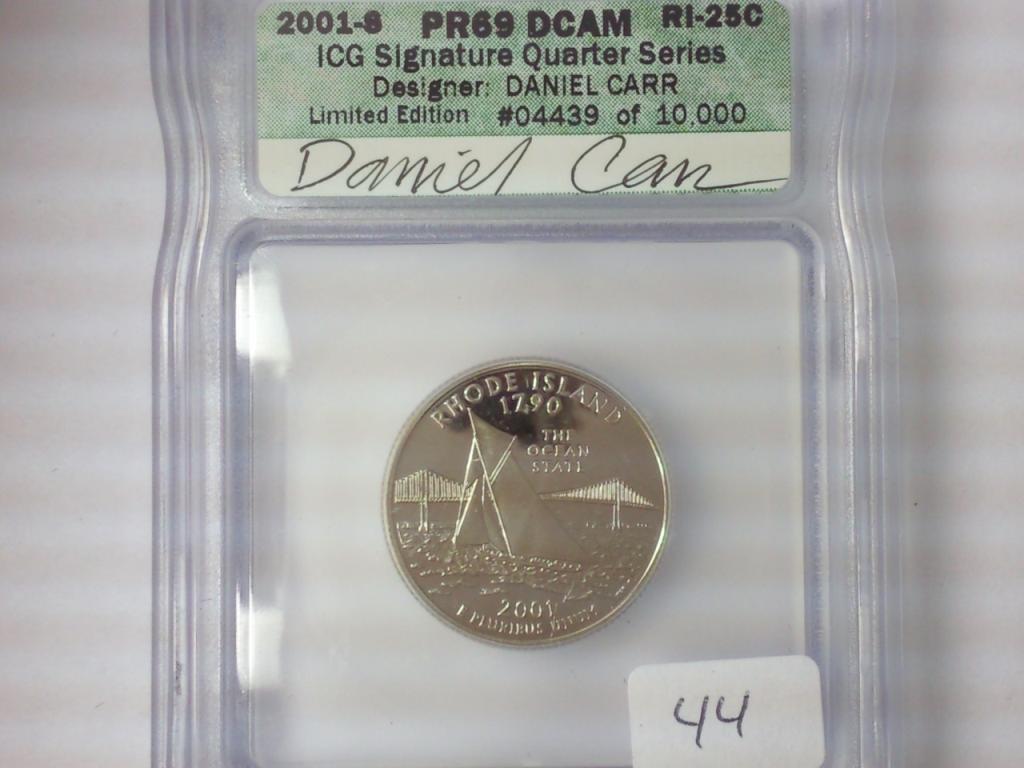 2001-S PR69 DCAM RI-25C
ICG Signature Quarter Series
Designer: DANIEL CARR
Limited Edition #04439 of 10,000
Daniel Carr
RHODE ISLAND
1790
THE
OCEAN
STATE
2001
E PLURIBUS UNUM
44